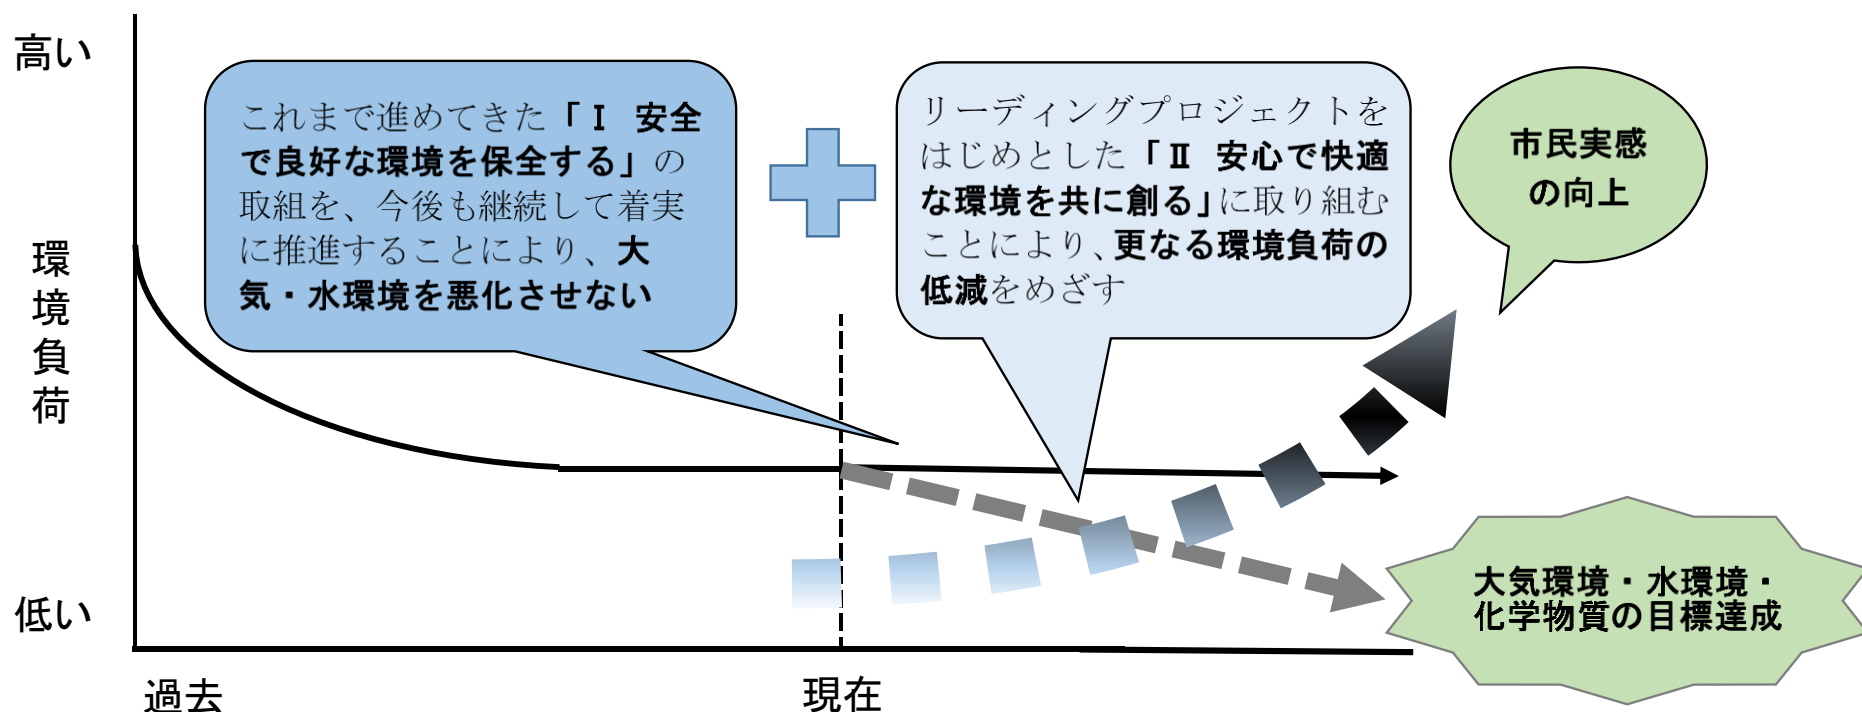 高い
これまで進めてきた「Ⅰ　安全
で良好な環境を保全する」の
取組を、今後も継続して着実
に推進することにより、大
気・水環境を悪化させない
リーディングプロジェクトを
はじめとした「Ⅱ　安心で快適
な環境を共に創る」に取り組む
ことにより、更なる環境負荷の
低減をめざす
市民実感
の向上
環境負荷
大気環境・水環境・
化学物質の目標達成
低い
過去
現在